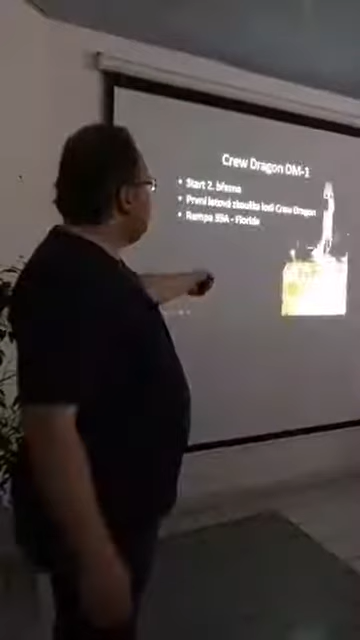 Crew Dragon DM-1
• Start 2. března
• První letová zkouška lodi Crew Dragon
• Rampa 39A - Florida